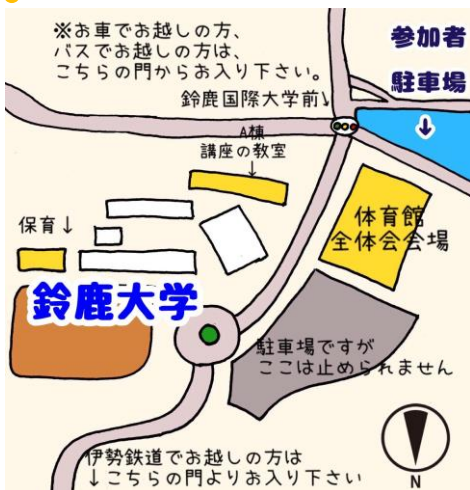 ※お車でお越しの方、
バスでお越しの方は、
こちらの門からお入り下さい。
参加者
駐車場
↓
鈴鹿国際大学前↓
A棟
講座の教室
↓
保育↓
体育館
全体会会場
鈴鹿大学
駐車場ですが
ここは止められません
伊勢鉄道でお越しの方は
↓こちらの門よりお入り下さい
N